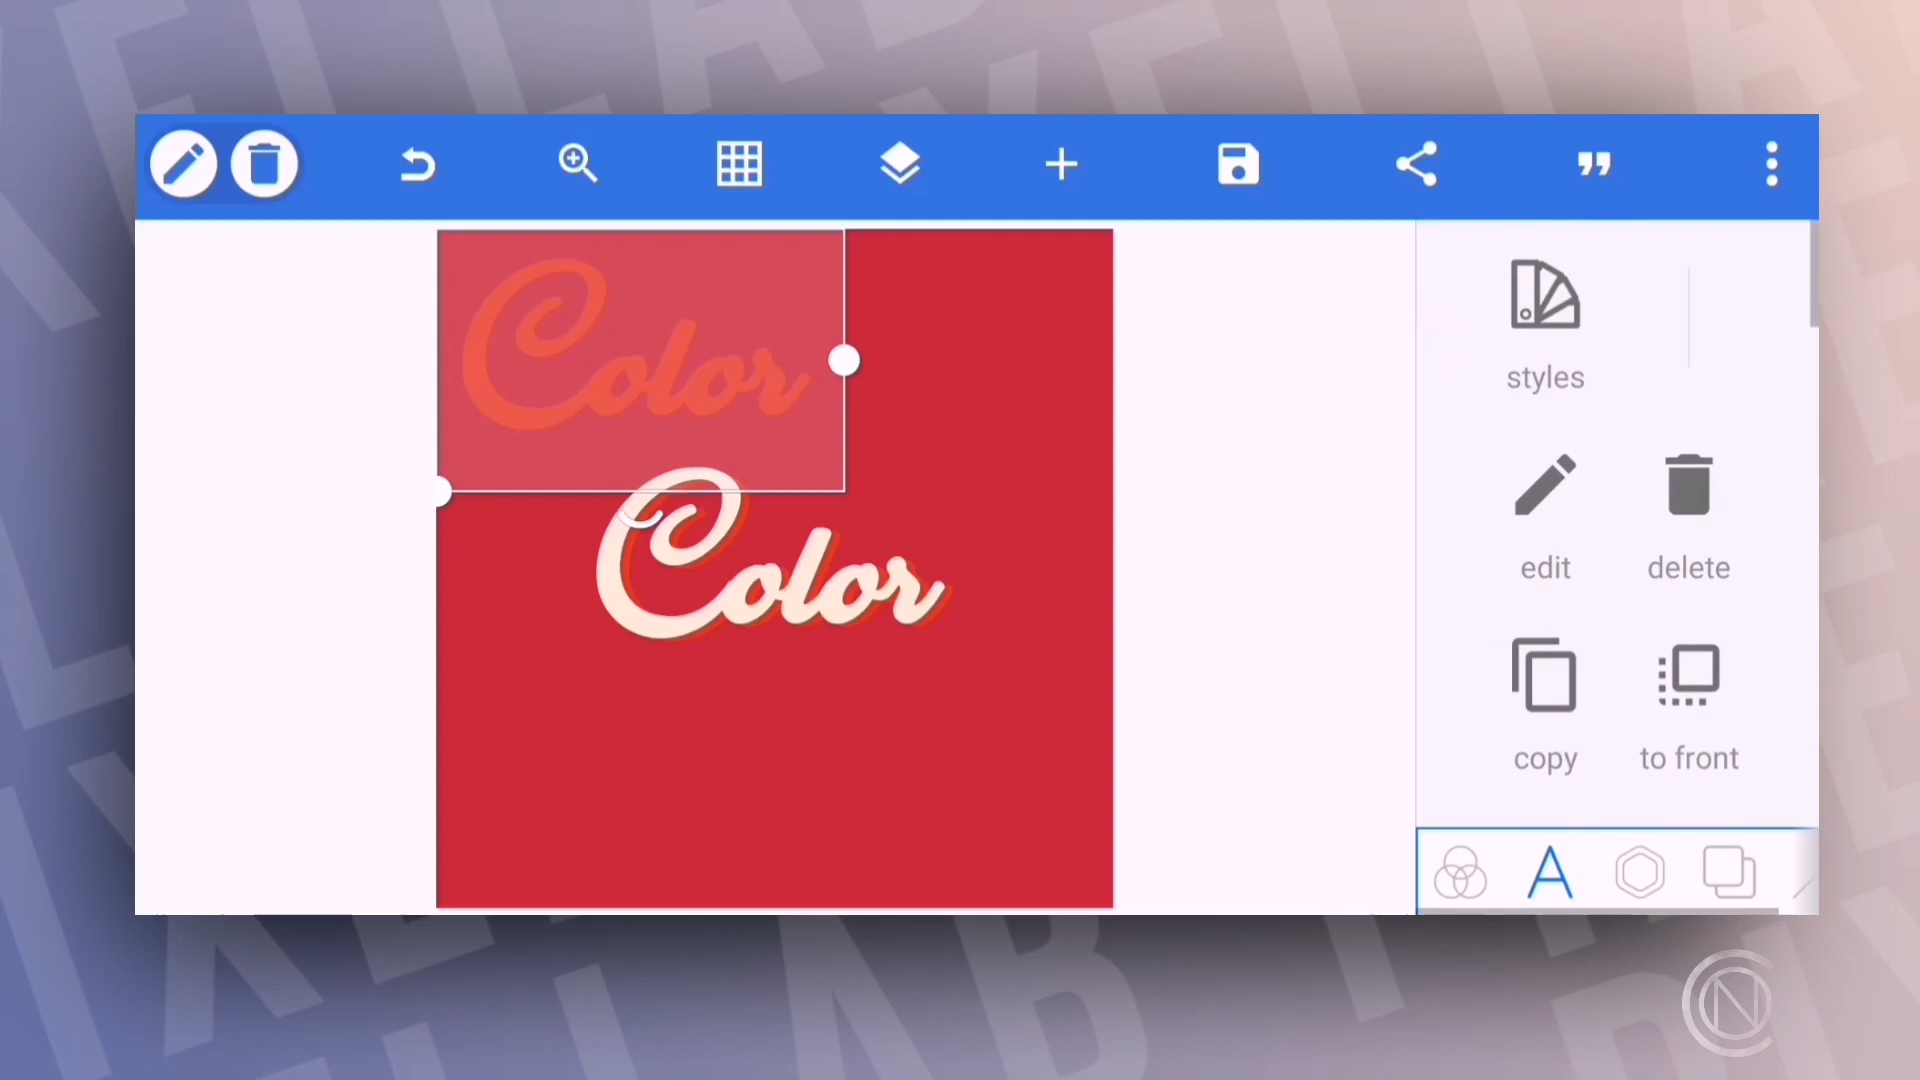 Color
styles
Color
edit
delete
copy
to front